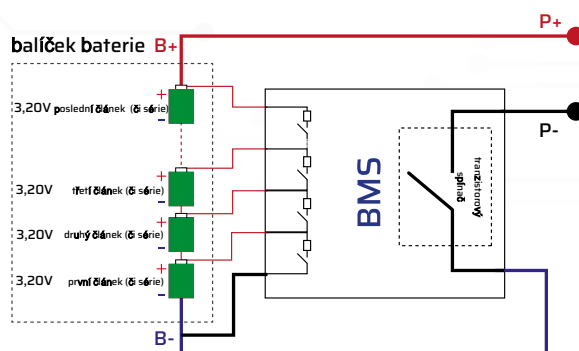 P+
balíček baterie B+
P-
+
3,20V poslední článek (či série)
-
BMS
tranzistorový
spínač
+
3,20V třetí článek (či série)
-
+
3,20V druhý článek (či série)
-
+
3,20V první článek (či série)
-
B-